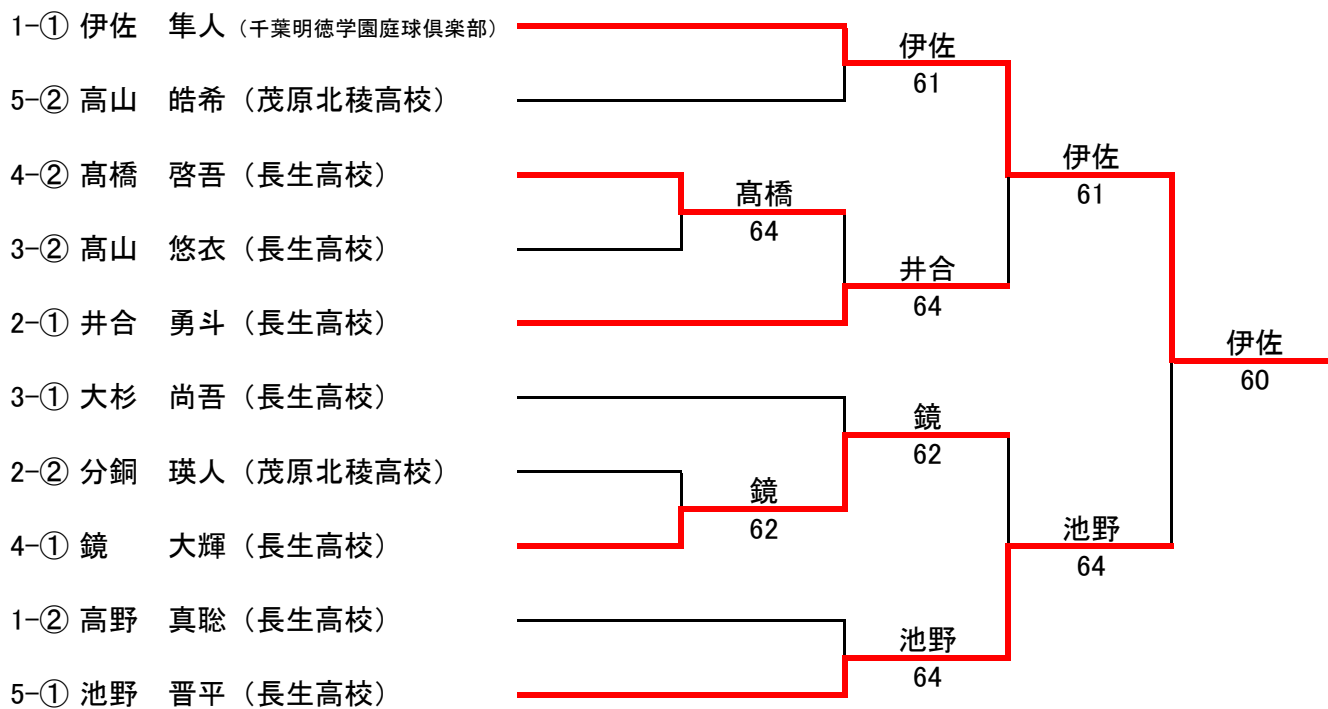 1-① 伊佐　隼人（千葉明徳学園庭球倶楽部）
伊佐
61
5-② 高山　皓希（茂原北稜高校）
4-② 髙橋　啓吾（長生高校）
伊佐
61
髙橋
64
3-② 髙山　悠衣（長生高校）
井合
64
2-① 井合　勇斗（長生高校）
伊佐
60
3-① 大杉　尚吾（長生高校）
鏡
62
2-② 分銅　瑛人（茂原北稜高校）
鏡
62
4-① 鏡　　大輝（長生高校）
池野
64
1-② 高野　真聡（長生高校）
池野
64
5-① 池野　晋平（長生高校）